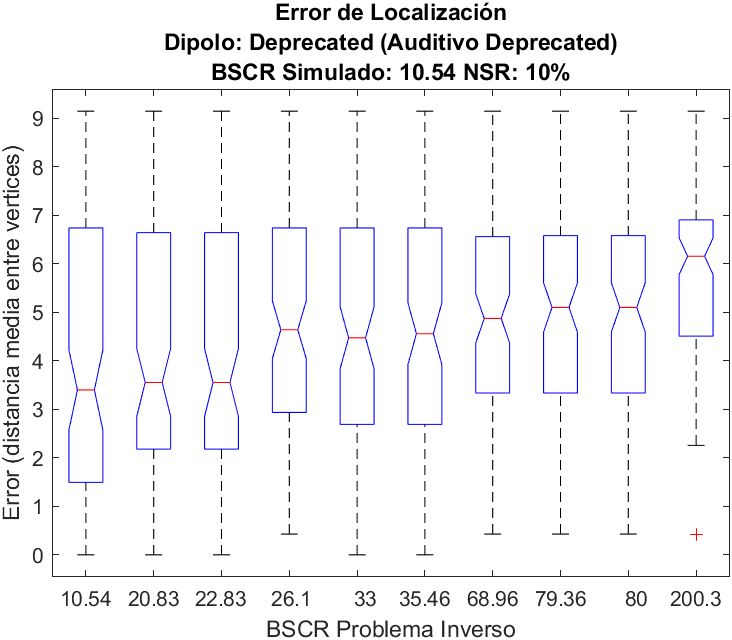 Error de Localización
Dipolo: Deprecated (Auditivo Deprecated)
BSCR Simulado: 10.54 NSR: 10%
Error (distancia media entre vertices)
9
8
7
6
5
4
3
2
1
0
10.54 20.83 22.83 26.1 33 35.46 68.96 79.36 80 200.3
BSCR Problema Inverso